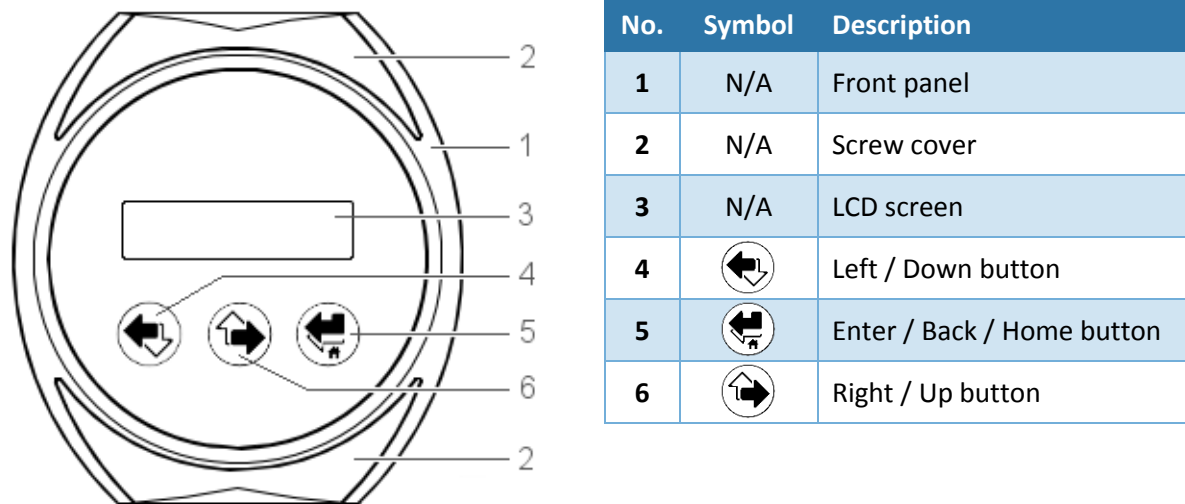 2
1
3
4
5
6
2
No. Symbol Description
1 N/A Front panel
2 N/A Screw cover
3 N/A LCD screen
4 Left / Down button
5 Enter / Back / Home button
6 Right / Up button